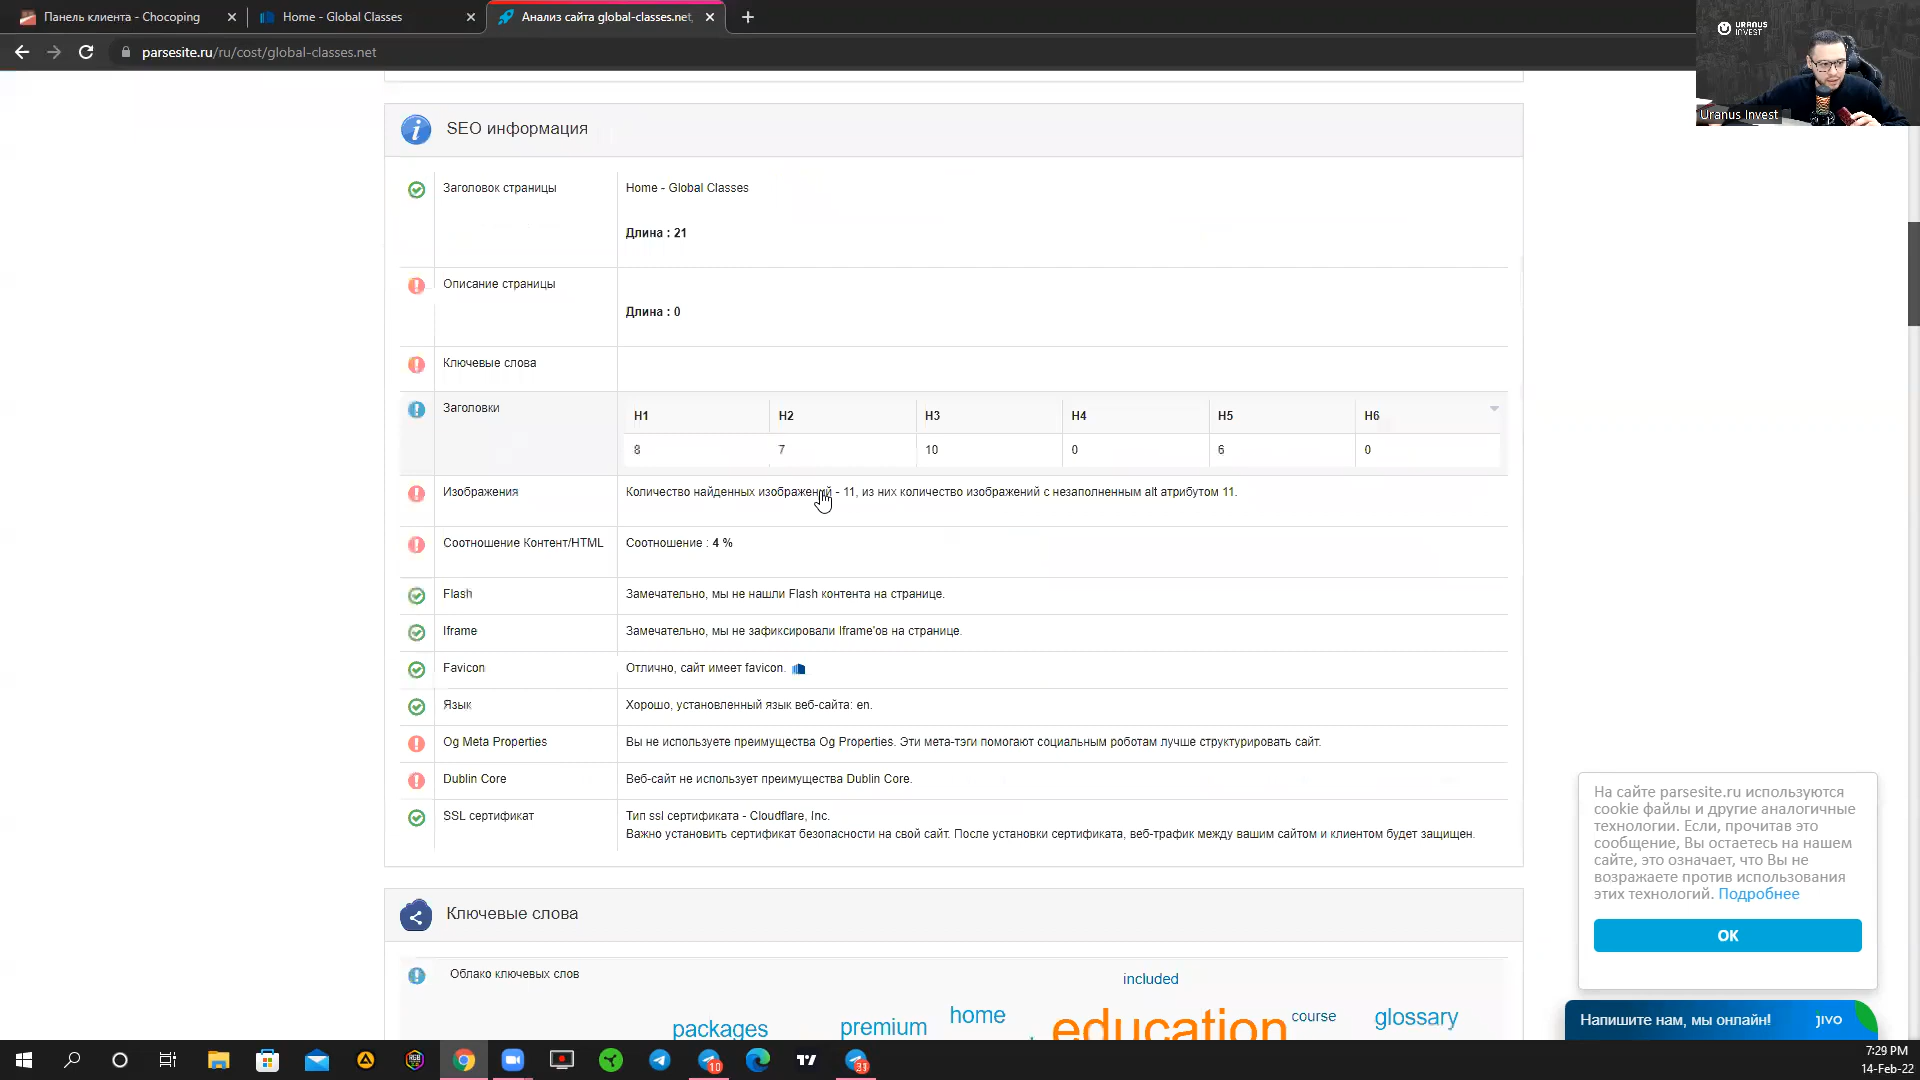 Панель клиента - Chocoping
Home - Global Classes
Анализ сайта global-classes.net,
parsesite.ru/ru/cost/global-classes.net
URANUS
INVEST
Uranus Invest
SEO информация
Заголовок страницы
Home - Global Classes
Длина : 21
Описание страницы
Длина : 0
Ключевые слова
Заголовки
H1 H2 H3 H4 H5 H6
8 7 10 0 6 0
Изображения
Количество найденных изображений - 11, из них количество изображений с незаполненным alt атрибутом 11.
Соотношение Контент/HTML
Соотношение : 4 %
Flash
Замечательно, мы не нашли Flash контента на странице.
Iframe
Замечательно, мы не зафиксировали Iframe'ов на странице.
Favicon
Отлично, сайт имеет favicon.
Язык
Хорошо, установленный язык веб-сайта: en.
Og Meta Properties
Вы не используете преимущества Og Properties. Эти мета-тэги помогают социальным роботам лучше структурировать сайт.
Dublin Core
Веб-сайт не использует преимущества Dublin Core.
SSL сертификат
Тип ssl сертификата - Cloudflare, Inc.
Важно установить сертификат безопасности на свой сайт. После установки сертификата, веб-трафик между вашим сайтом и клиентом будет защищен.
Ключевые слова
Облако ключевых слов
included
packages premium home education course glossary
На сайте parsesite.ru используются
cookie файлы и другие аналогичные
технологии. Если, прочитав это
сообщение, Вы остаетесь на нашем
сайте, это означает, что Вы не
возражаете против использования
этих технологий. Подробнее
OK
Напишите нам, мы онлайн!
jivo
10
21
7:29 PM
14-Feb-22